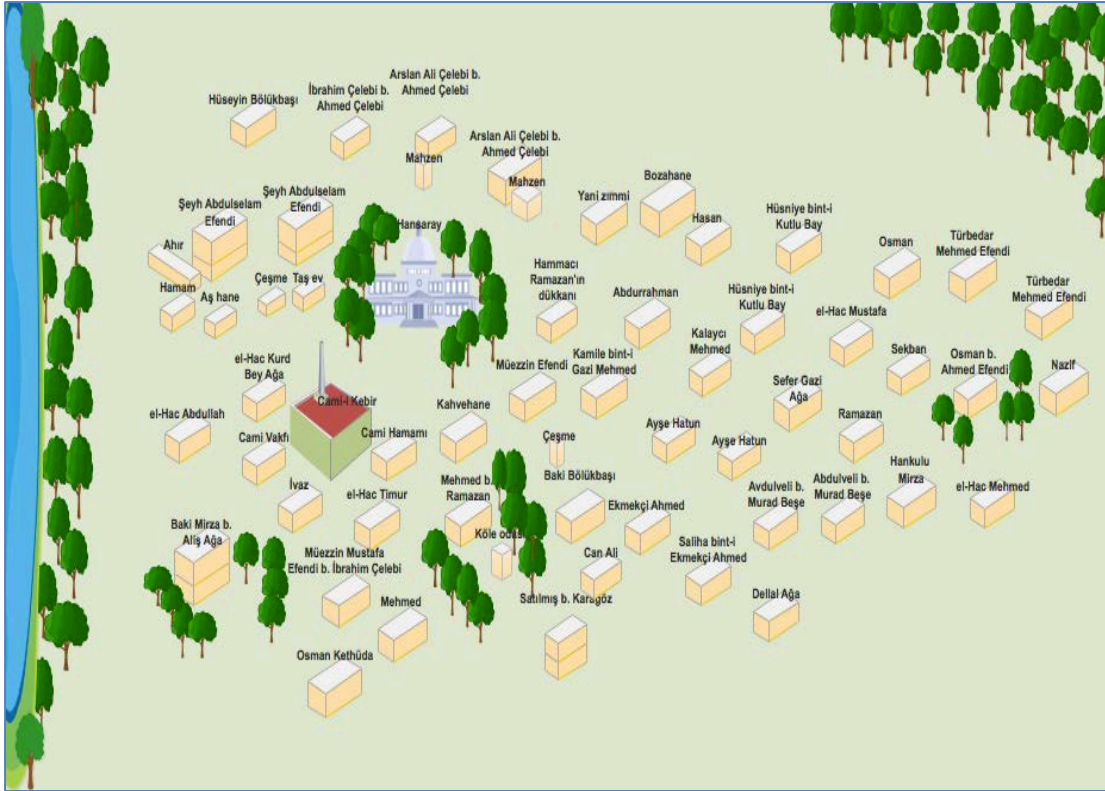 Arslan Ali Çelebi b.
Ahmed Çelebi
İbrahim Çelebi b.
Ahmed Çelebi
Hüseyin Bölükbaşı
Arslan Ali Çelebi b.
Ahmed Çelebi
Mahzen
Mahzen
Bozahane
Yani zımmi
Hasan
Hüsniye bint-i
Kutlu Bay
Osman
Türbedar
Mehmed Efendi
Şeyh Abdulselam
Efendi
Şeyh Abdulselam
Efendi
Hansaray
Ahır
Hamam
Aş hane
Çeşme
Taş ev
Hammacı
Ramazan'ın
dükkanı
Abdurrahman
Hüsniye bint-i
Kutlu Bay
el-Hac Mustafa
Türbedar
Mehmed Efendi
Kalaycı
Mehmed
Sekban
Osman b.
Ahmed Efendi
Nazif
el-Hac Kurd
Bey Ağa
Müezzin Efendi
Kamile bint-i
Gazi Mehmed
Sefer Gazi
Ağa
Cami-i Kebir
Kahvehane
el-Hac Abdullah
Cami Vakfı
Cami Hamamı
Çeşme
Ayşe Hatun
Ayşe Hatun
Ramazan
Baki Bölükbaşı
İvaz
el-Hac Timur
Mehmed b.
Ramazan
Avdulveli b.
Murad Beşe
Abdulveli b.
Murad Beşe
Hankulu
Mirza
el-Hac Mehmed
Ekmekçi Ahmed
Baki Mirza b.
Aliş Ağa
Köle odası
Can Ali
Saliha bint-i
Ekmekçi Ahmed
Müezzin Mustafa
Efendi b. İbrahim Çelebi
Mehmed
Satılmış b. Karagöz
Dellal Ağa
Osman Kethüda